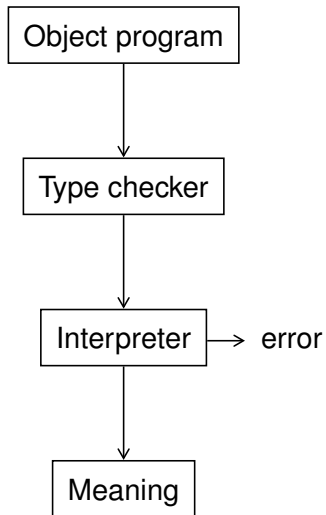 Object program
Type checker
Interpreter
error
Meaning